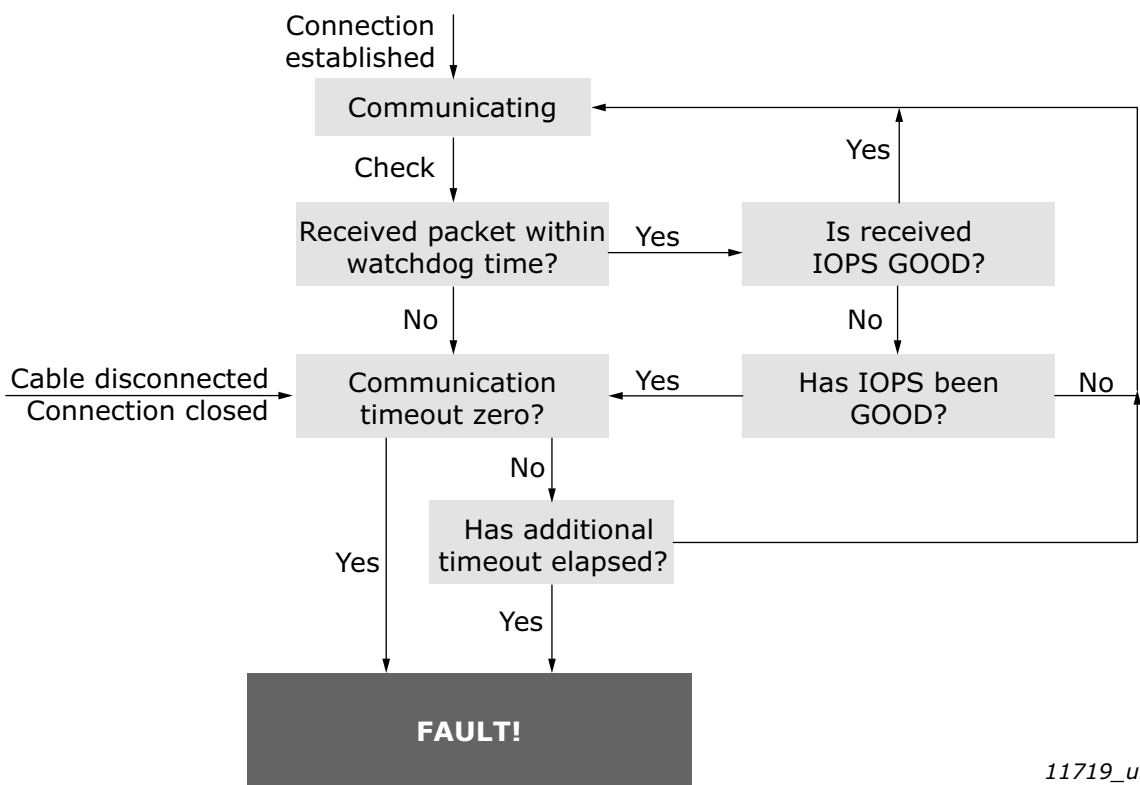 Connection
established
Communicating
Yes
Check
Received packet within
watchdog time?
Yes
Is received
IOPS GOOD?
No
No
Cable disconnected
Connection closed
Communication
timeout zero?
Yes
Has IOPS been
GOOD?
No
No
Has additional
timeout elapsed?
Yes
Yes
FAULT!
11719_u